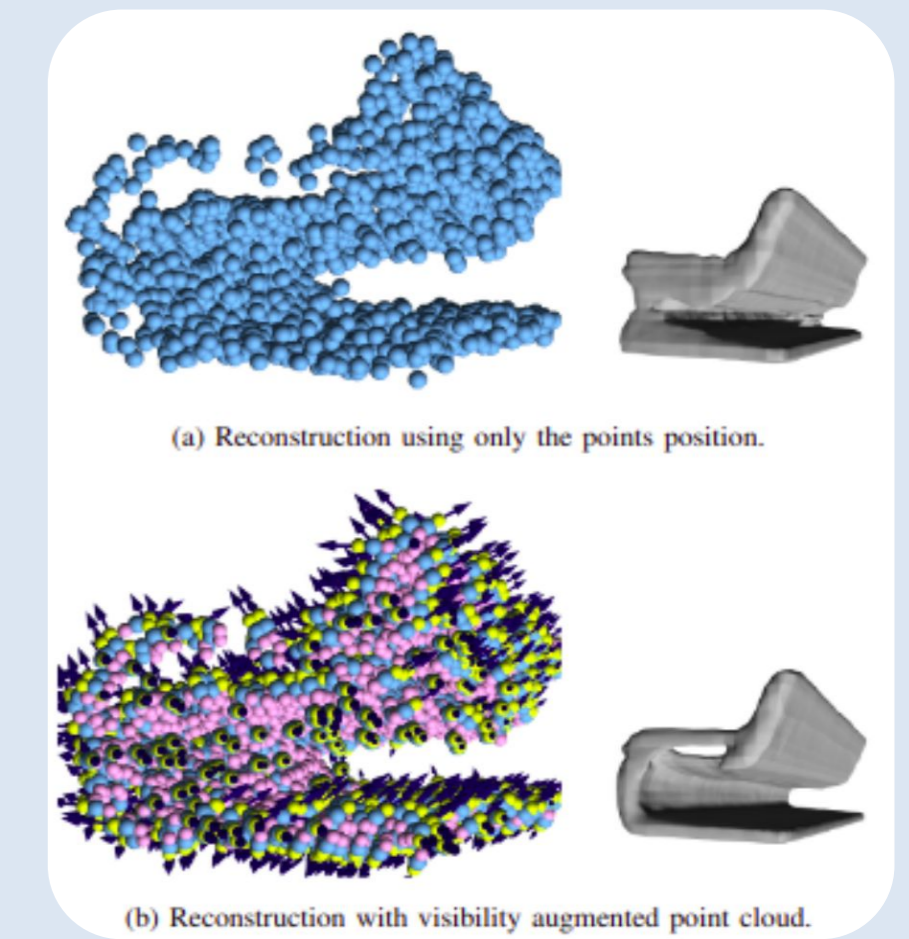 (a) Reconstruction using only the points position.
(b) Reconstruction with visibility augmented point cloud.